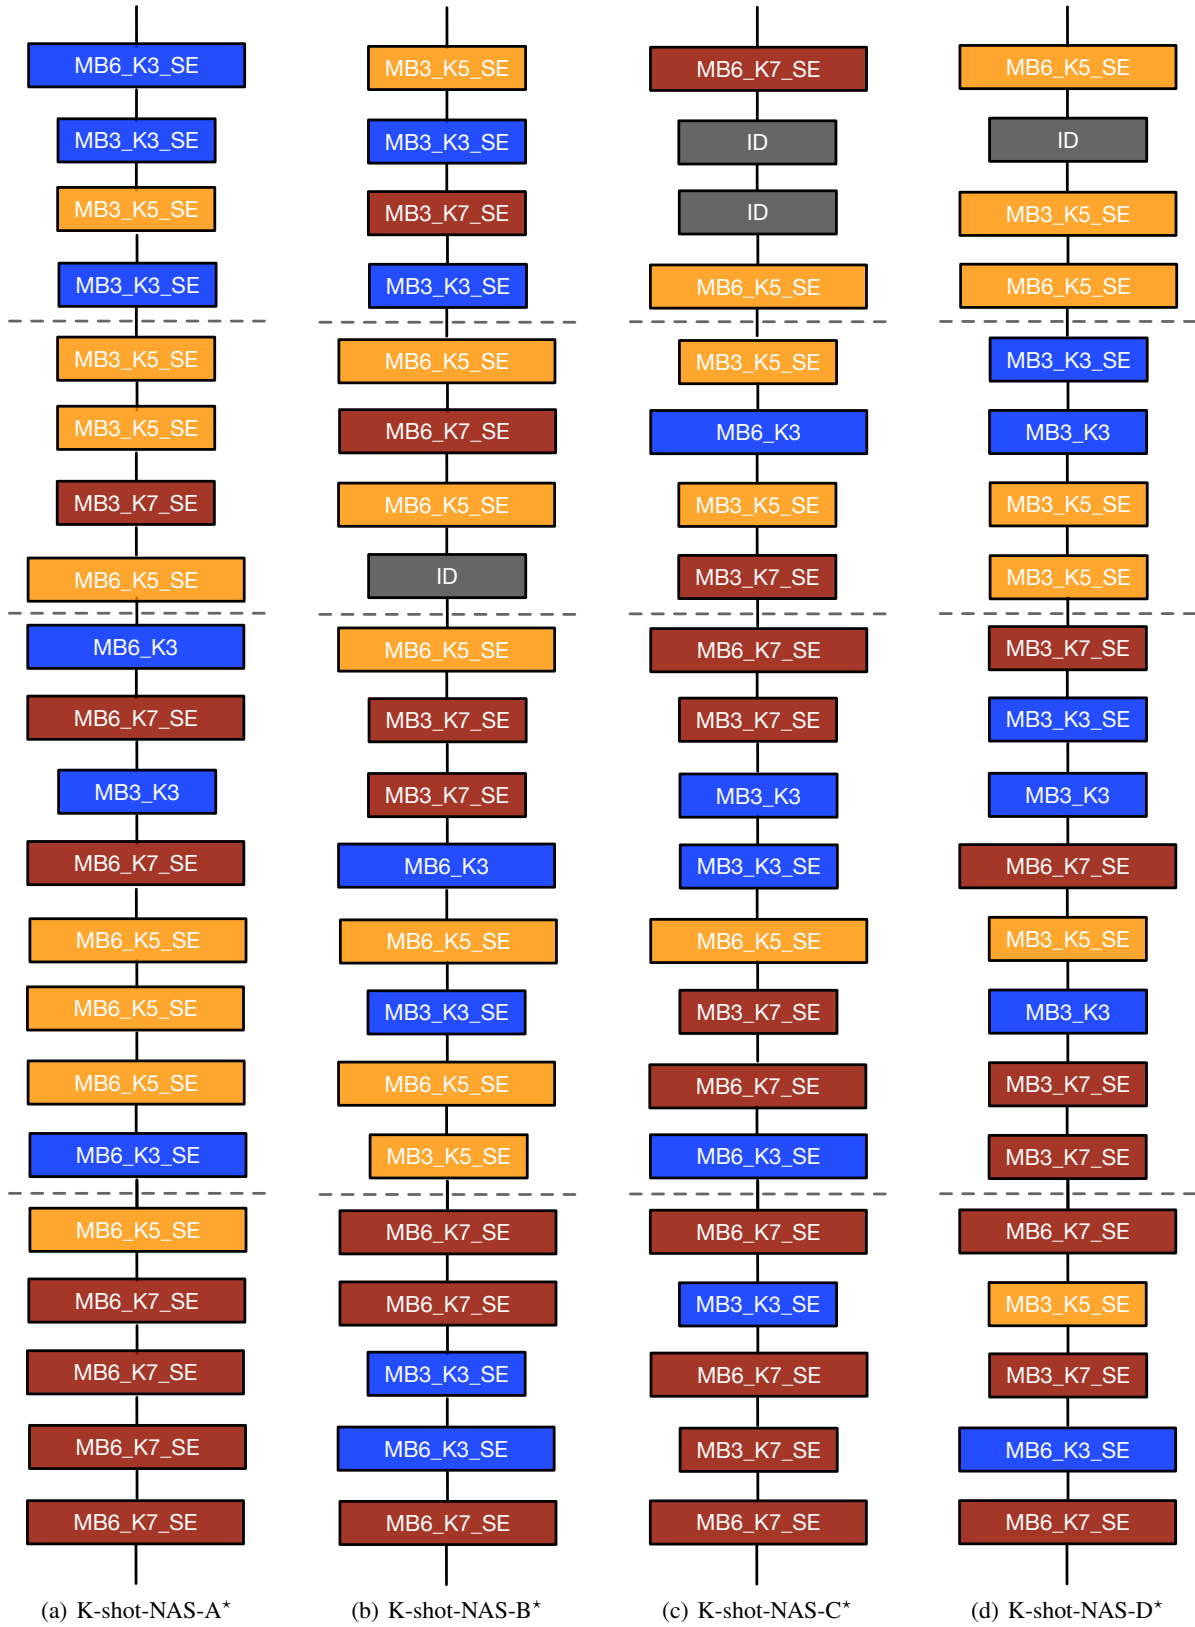 MB6_K3_SE
MB3_K3_SE
MB3_K5_SE
MB3_K3_SE
MB3_K5_SE
MB3_K5_SE
MB3_K7_SE
MB6_K5_SE
MB6_K3
MB6_K7_SE
MB3_K3
MB6_K7_SE
MB6_K5_SE
MB6_K5_SE
MB6_K5_SE
MB6_K3_SE
MB6_K5_SE
MB6_K7_SE
MB6_K7_SE
MB6_K7_SE
MB6_K7_SE
(a) K-shot-NAS-A⋆
MB3_K5_SE
MB3_K3_SE
MB3_K7_SE
MB3_K3_SE
MB6_K5_SE
MB6_K7_SE
MB6_K5_SE
ID
MB6_K5_SE
MB3_K7_SE
MB3_K7_SE
MB6_K3
MB6_K5_SE
MB3_K3_SE
MB6_K5_SE
MB3_K5_SE
MB6_K7_SE
MB6_K7_SE
MB3_K3_SE
MB6_K3_SE
MB6_K7_SE
(b) K-shot-NAS-B⋆
MB6_K7_SE
ID
ID
MB6_K5_SE
MB3_K5_SE
MB6_K3
MB3_K5_SE
MB3_K7_SE
MB6_K7_SE
MB3_K7_SE
MB3_K3
MB3_K3_SE
MB6_K5_SE
MB3_K7_SE
MB6_K7_SE
MB6_K3_SE
MB6_K7_SE
MB3_K3_SE
MB6_K7_SE
MB3_K7_SE
MB6_K7_SE
(c) K-shot-NAS-C⋆
MB6_K5_SE
ID
MB3_K5_SE
MB6_K5_SE
MB3_K3_SE
MB3_K3
MB3_K5_SE
MB3_K5_SE
MB3_K7_SE
MB3_K3_SE
MB3_K3
MB6_K7_SE
MB3_K5_SE
MB3_K3
MB3_K7_SE
MB3_K7_SE
MB6_K7_SE
MB3_K5_SE
MB3_K7_SE
MB6_K3_SE
MB6_K7_SE
(d) K-shot-NAS-D⋆